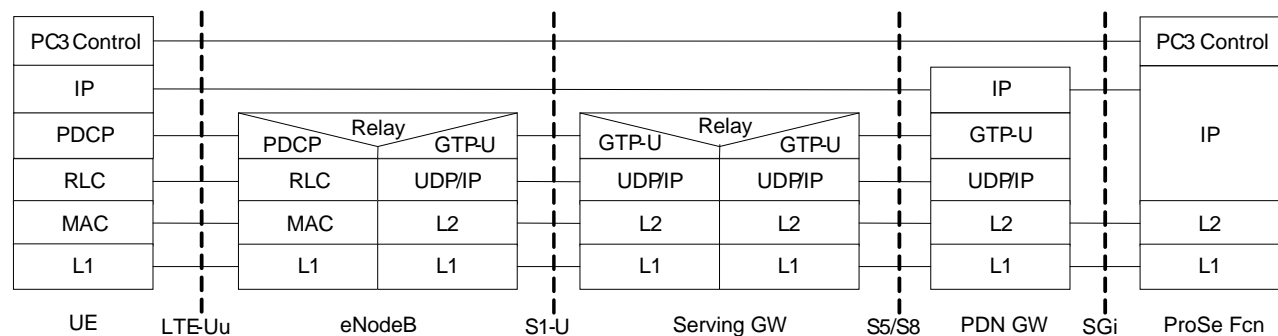 PC3 Control
PC3 Control
IP
IP
PDCP
Relay
PDCP
GTP-U
Relay
GTP-U
GTP-U
GTP-U
IP
RLC
RLC
UDP/IP
UDP/IP
UDP/IP
UDP/IP
MAC
MAC
L2
L2
L2
L2
L2
L1
L1
L1
L1
L1
L1
L1
UE
LTE-Uu
eNodeB
S1-U
Serving GW
S5/S8
PDN GW
SGi
ProSe Fcn